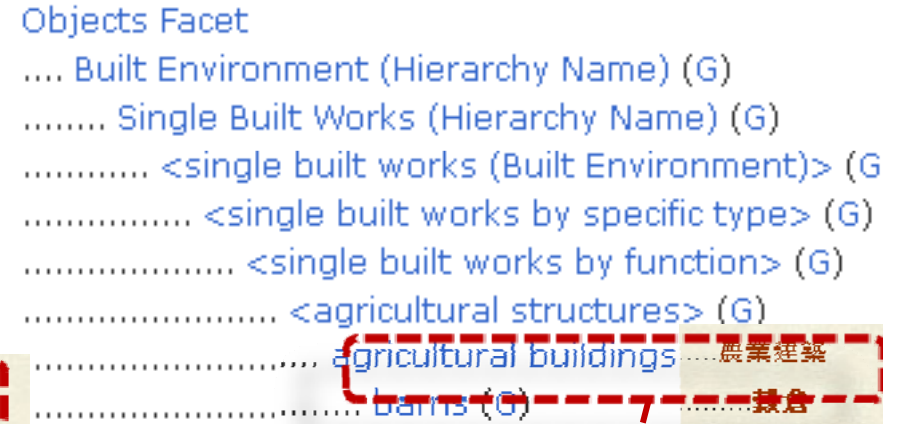 Objects Facet
.... Built Environment (Hierarchy Name) (G)
........ Single Built Works (Hierarchy Name) (G)
............ <single built works (Built Environment)> (G
................ <single built works by specific type> (G)
.................... <single built works by function> (G)
........................ <agricultural structures> (G)
............................ agricultural buildings .....農業建築
................................ barns (G) .........穀倉